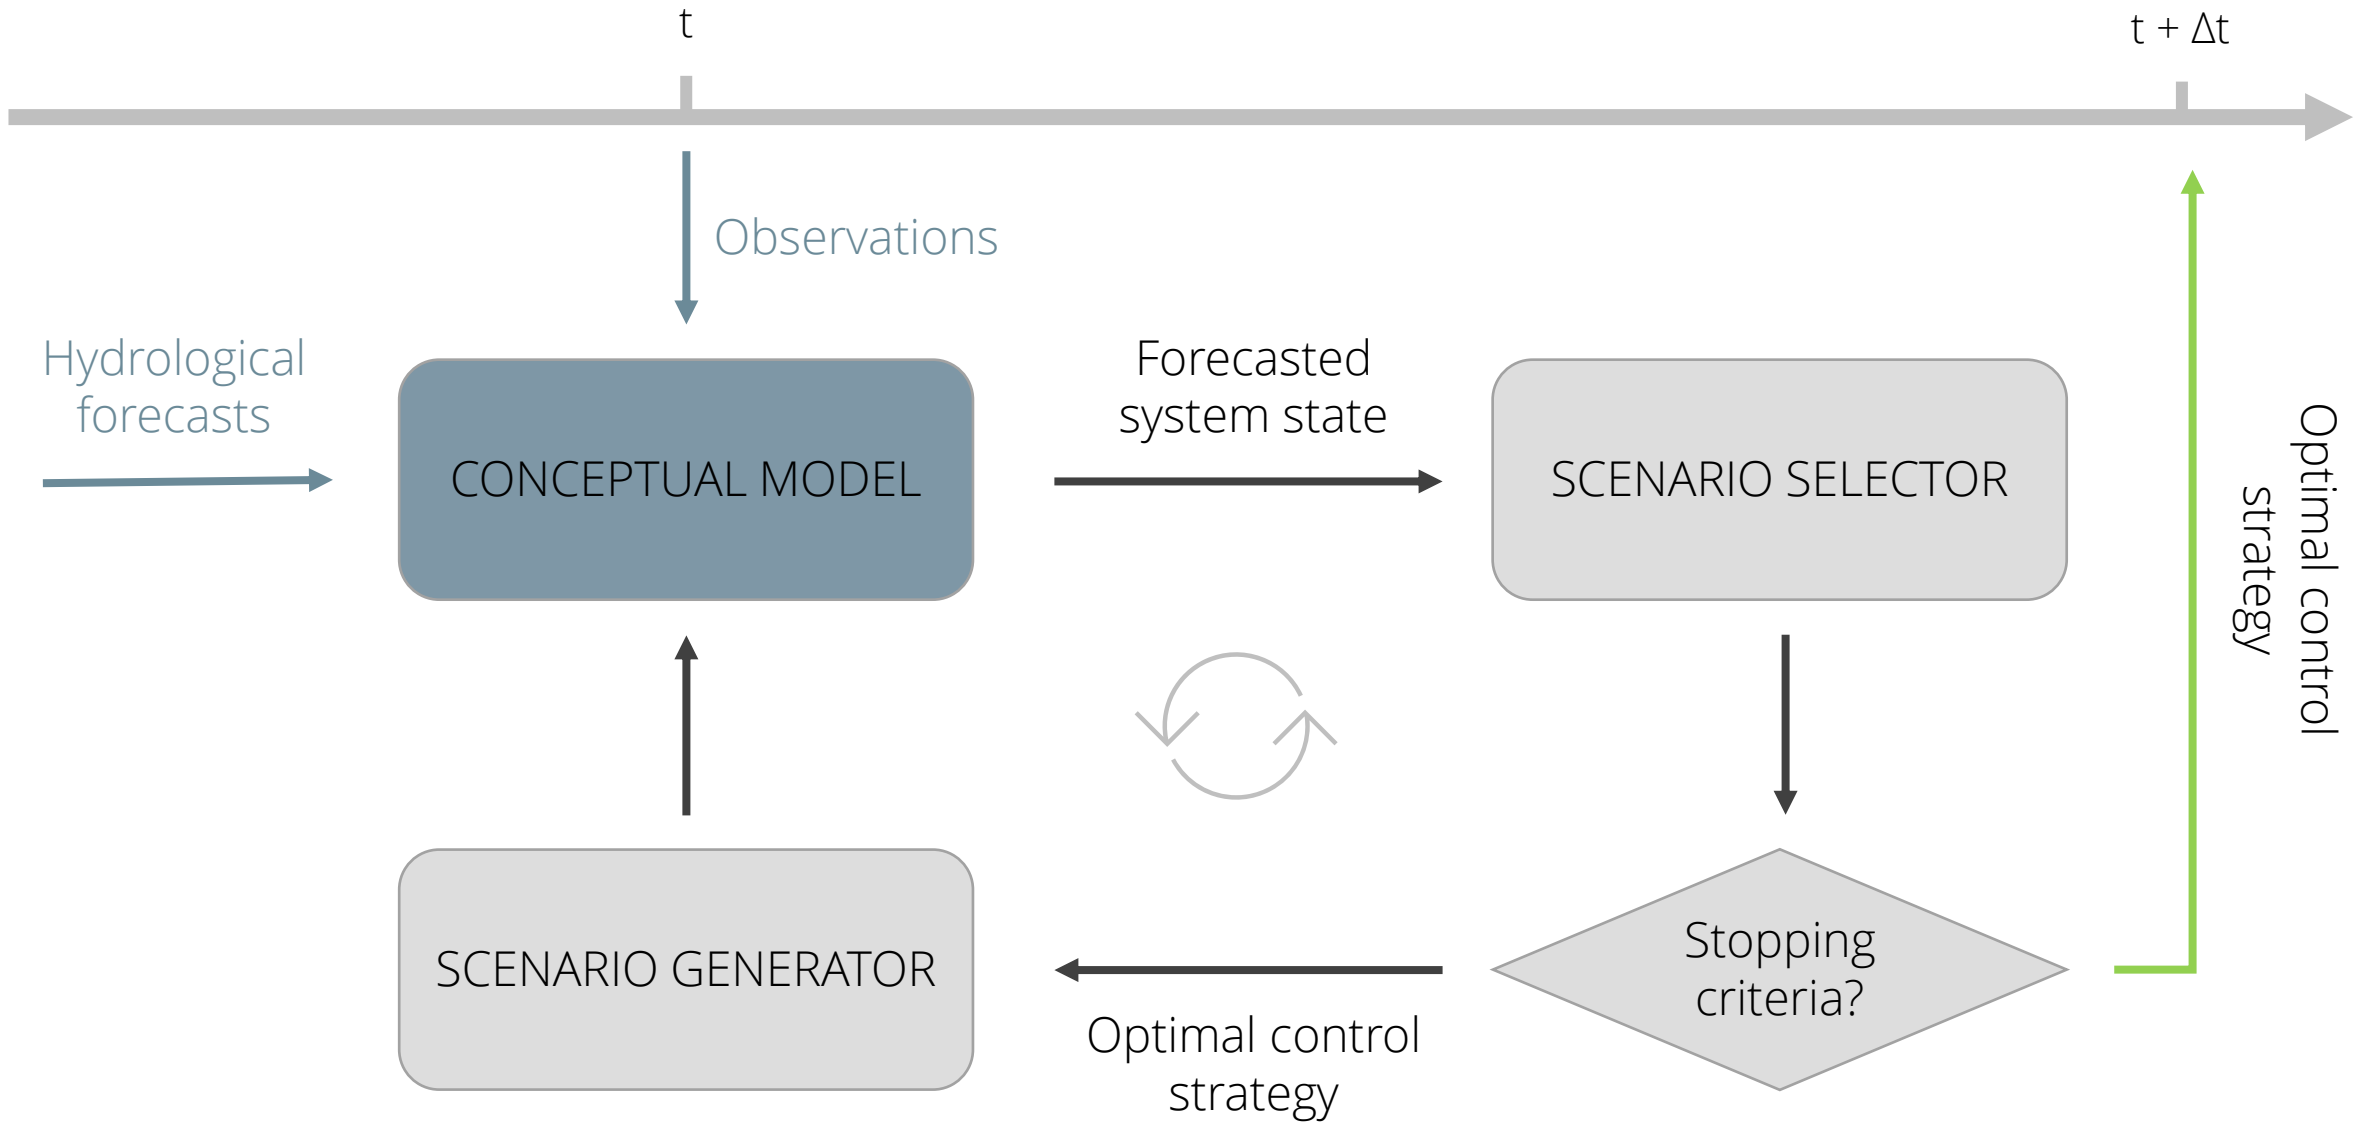 t
t + Δt
Observations
Hydrological
forecasts
CONCEPTUAL MODEL
Forecasted
system state
SCENARIO SELECTOR
Optimal control
strategy
SCENARIO GENERATOR
Optimal control
strategy
Stopping
criteria?